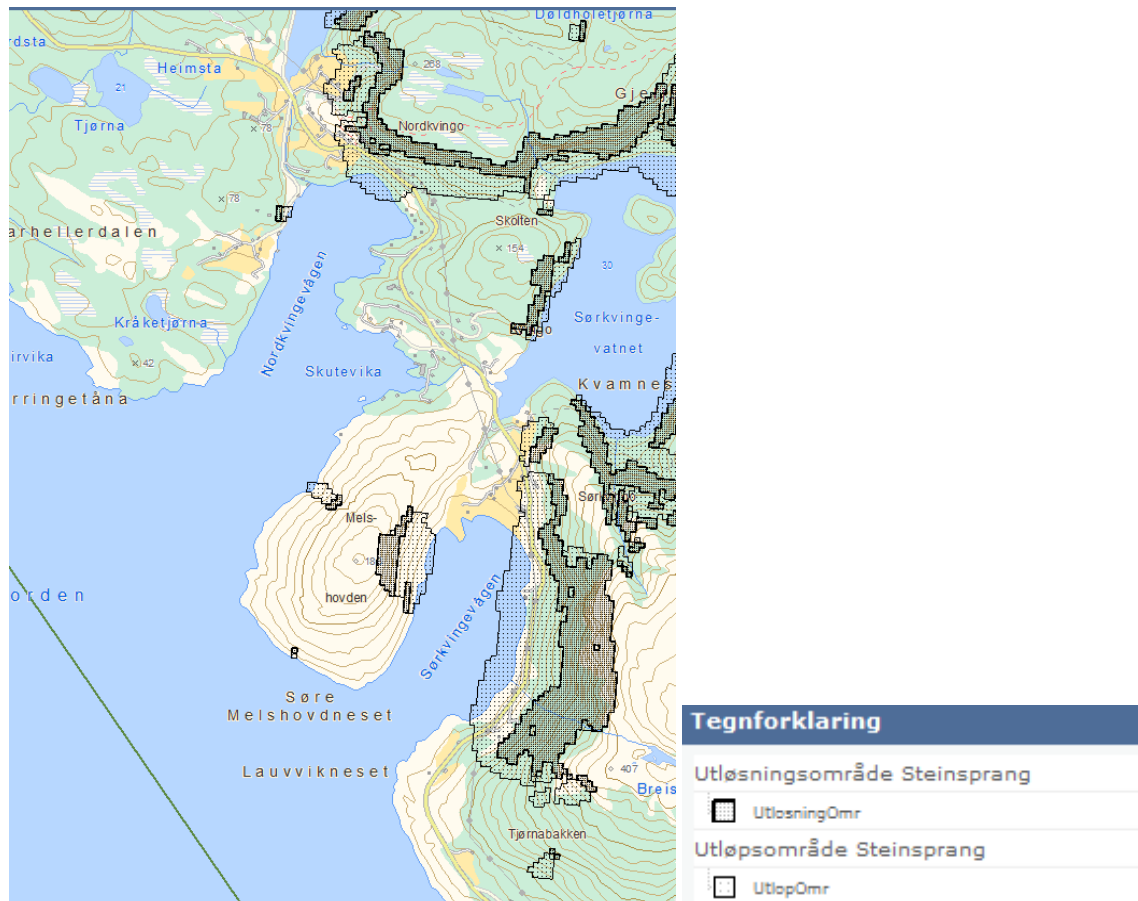 Døldholetjørna
rdsta
Heimsta
268
21
Gje
Tjørna
78
Nordkvingo
78
Skolten
arhellerdalen
154
30
Nordkvingevågen
Kråketjørna
Sørkvinge-
vatnet
irvika
42
Skutevika
Kvamnes
rringetåna
Mels-
hovden
orden
Sørkvingevågen
Søre
Melshovdneset
Lauvvikneset
407
Breis
Tjørnabakken
Tegnforklaring
Utløsningsområde Steinsprang
UtlosningOmr
Utløpsområde Steinsprang
UtlopOmr